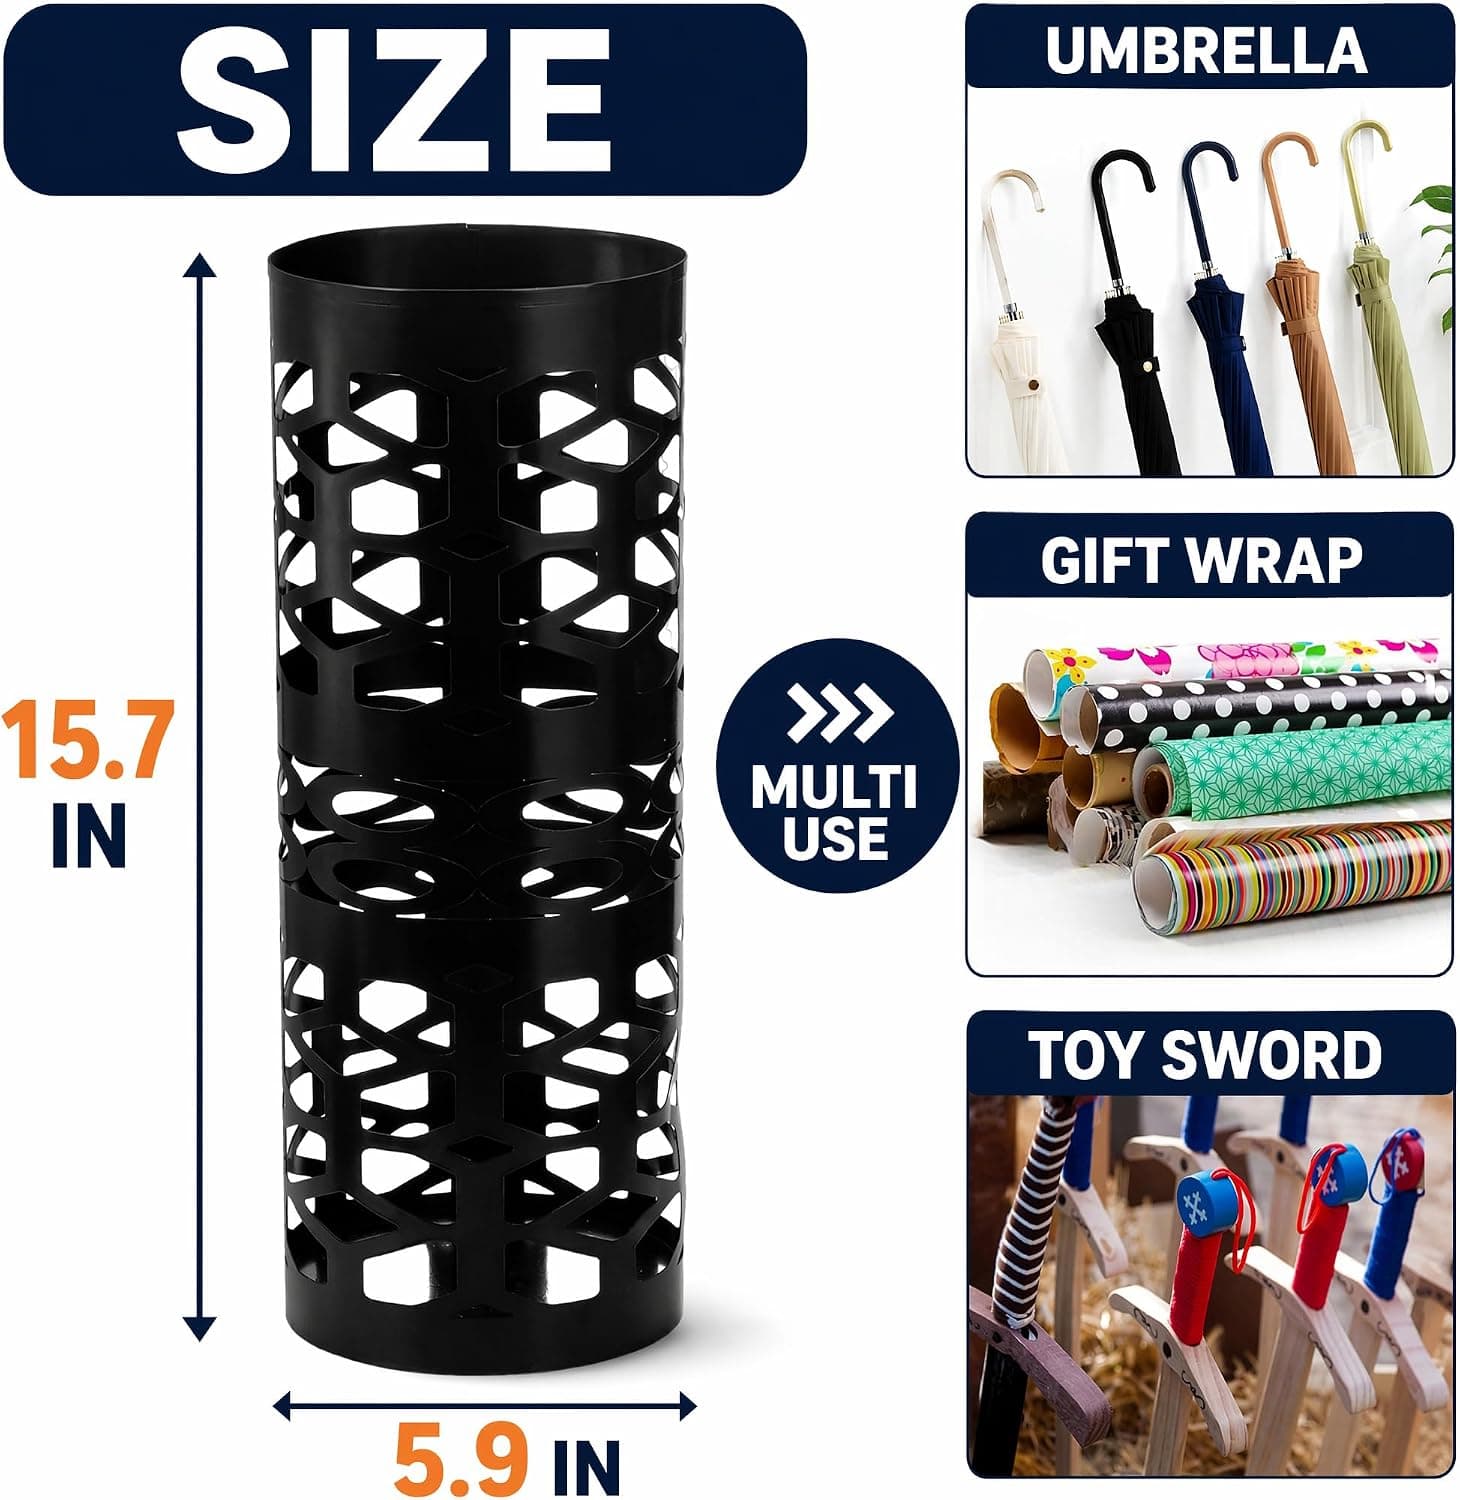 SIZE
15.7
IN
5.9 IN
MULTI
USE
UMBRELLA
GIFT WRAP
TOY SWORD